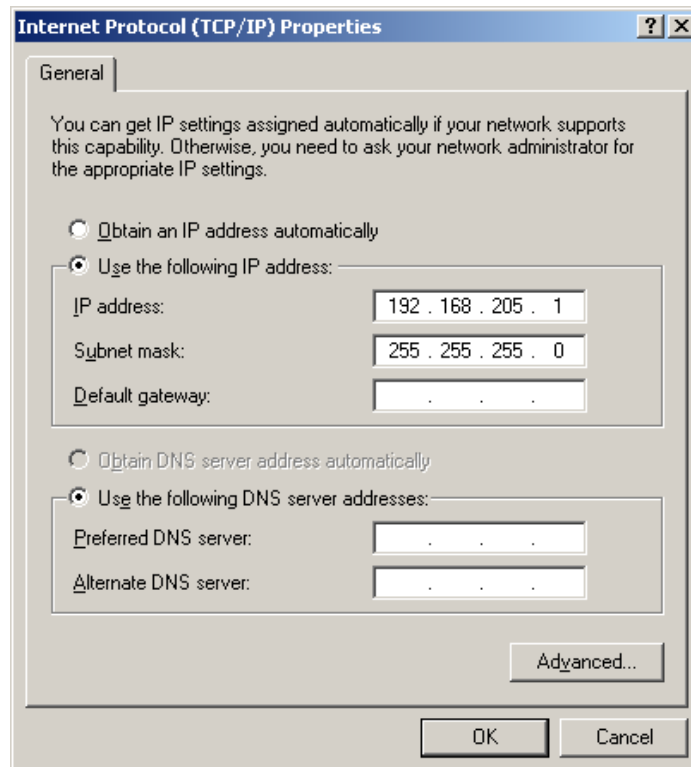 Internet Protocol (TCP/IP) Properties
General
You can get IP settings assigned automatically if your network supports
this capability. Otherwise, you need to ask your network administrator for
the appropriate IP settings.
Obtain an IP address automatically
Use the following IP address:
IP address: 192 . 168 . 205 . 1
Subnet mask: 255 . 255 . 255 . 0
Default gateway: . . .
Obtain DNS server address automatically
Use the following DNS server addresses:
Preferred DNS server: . . .
Alternate DNS server: . . .
Advanced...
OK Cancel